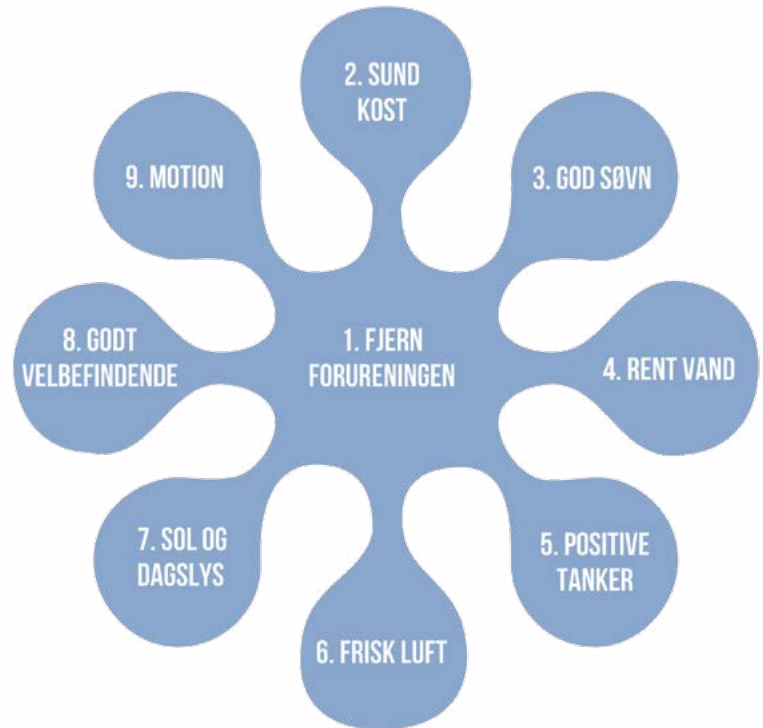 1. FJERN
FORURENINGEN
2. SUND
KOST
3. GOD SØVN
4. RENT VAND
5. POSITIVE
TANKER
6. FRISK LUFT
7. SOL OG
DAGSLYS
8. GODT
VELBEFINDENDE
9. MOTION